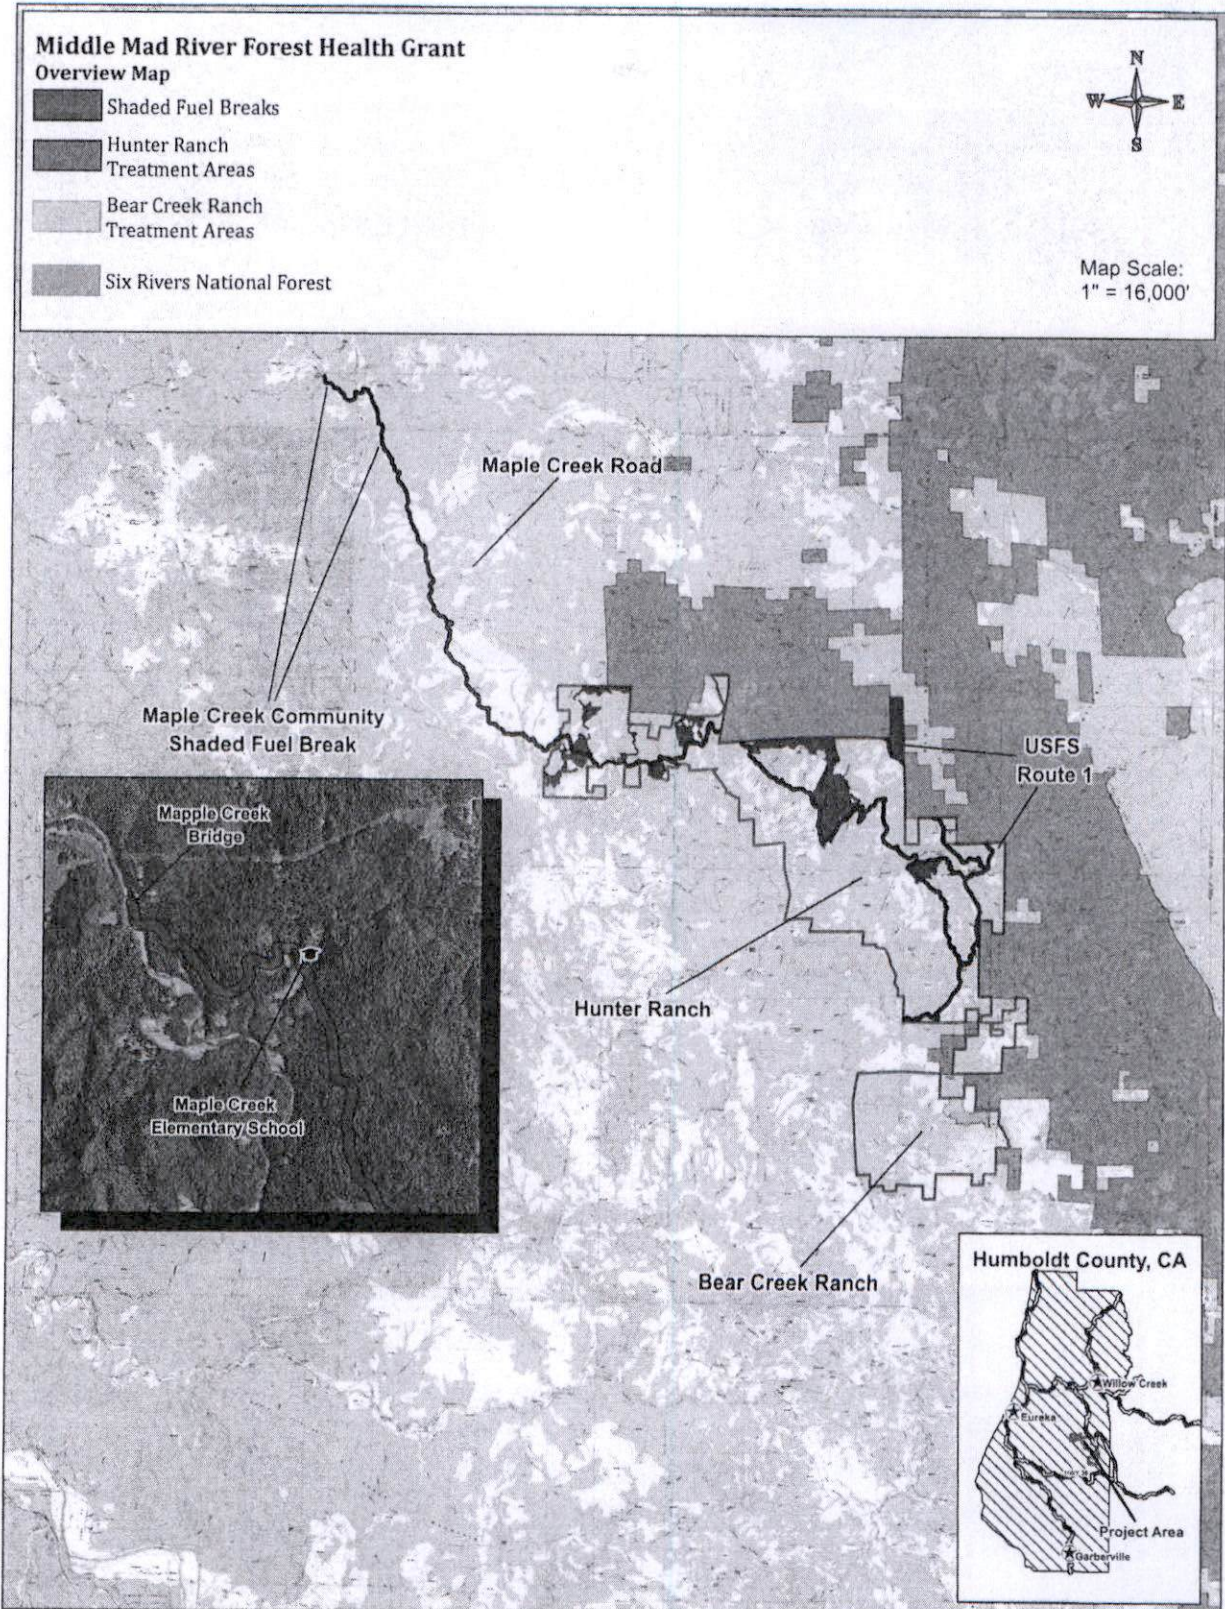 Middle Mad River Forest Health Grant
Overview Map
Shaded Fuel Breaks
Hunter Ranch
Treatment Areas
Bear Creek Ranch
Treatment Areas
Six Rivers National Forest
N
W E
S
Map Scale:
1" = 16,000'
Maple Creek Road
Maple Creek Community
Shaded Fuel Break
USFS
Route 1
Mapple Creek
Bridge
Maple Creek
Elementary School
Hunter Ranch
Bear Creek Ranch
Humboldt County, CA
Willow Creek
Eureka
Project Area
Garberville